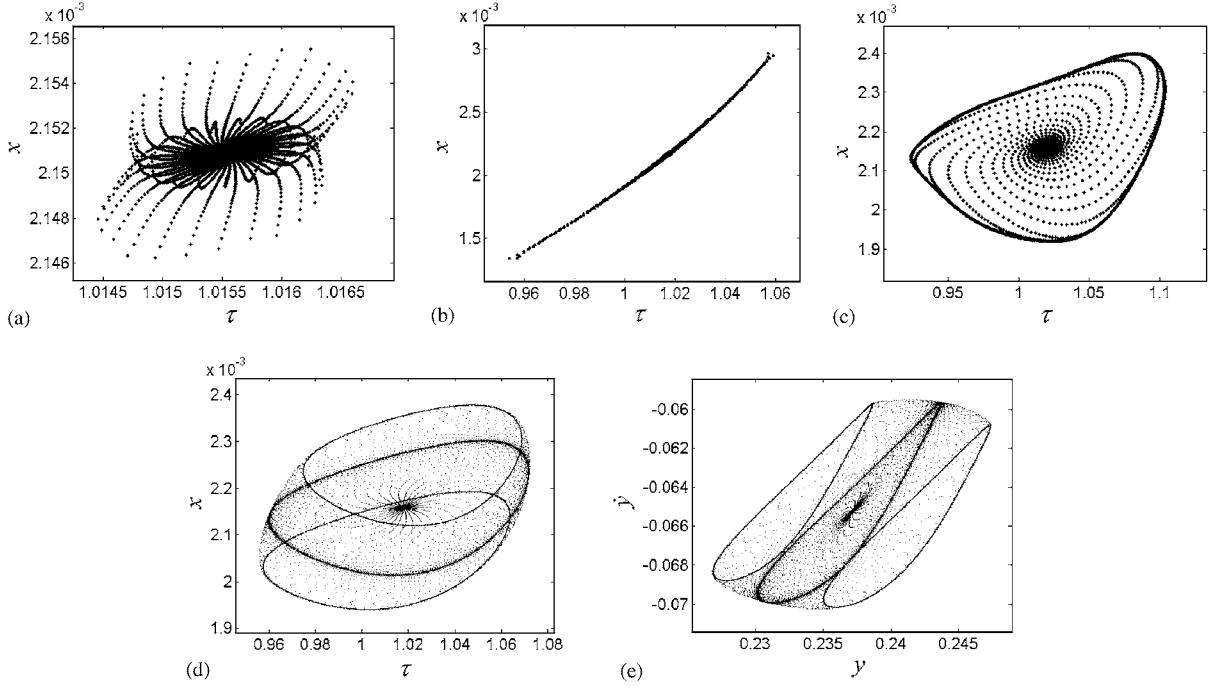 x 10⁻³
2.156
2.154
2.152
2.15
2.148
2.146
x
1.0145 1.015 1.0155 1.016 1.0165
τ
(a)
x 10⁻³
3
2.5
2
1.5
x
0.96 0.98 1 1.02 1.04 1.06
τ
(b)
x 10⁻³
2.4
2.3
2.2
2.1
2
1.9
x
0.95 1 1.05 1.1
τ
(c)
x 10⁻³
2.4
2.3
2.2
2.1
2
1.9
x
0.96 0.98 1 1.02 1.04 1.06 1.08
τ
(d)
-0.06
-0.062
-0.064
-0.066
-0.068
-0.07
ẏ
0.23 0.235 0.24 0.245
y
(e)